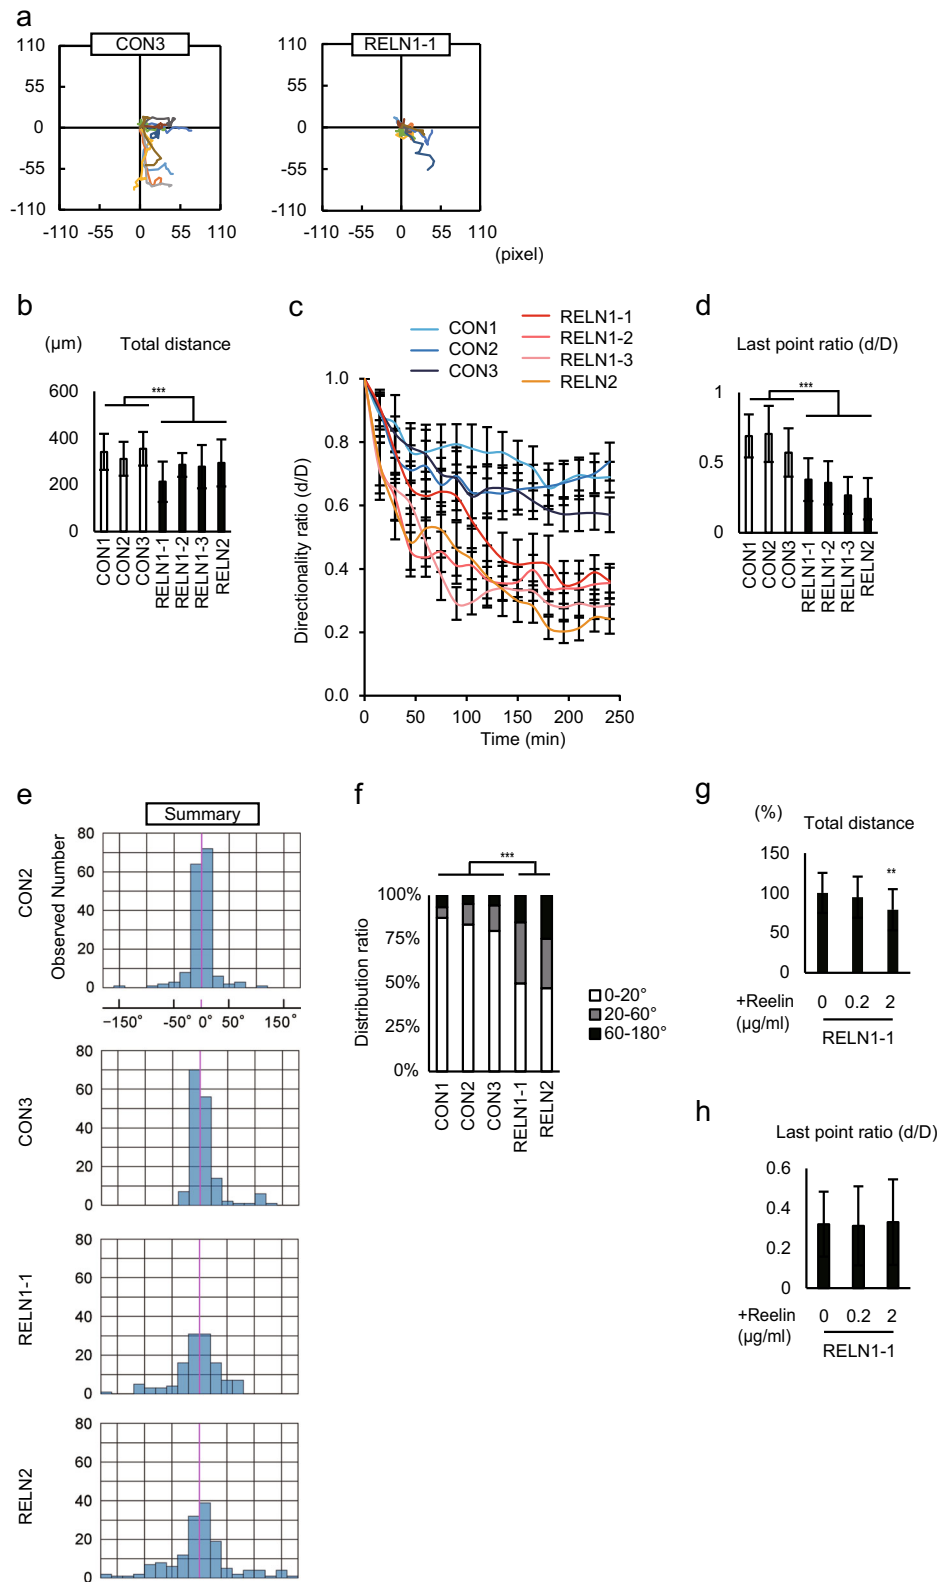 a
CON3
RELN1-1
110
55
0
-55
-110
-110 -55 0 55 110
110
55
0
-55
-110
-110 -55 0 55 110
(pixel)
b
(μm)
Total distance
***
600
400
200
0
CON1
CON2
CON3
RELN1-1
RELN1-2
RELN1-3
RELN2
c
CON1
CON2
CON3
RELN1-1
RELN1-2
RELN1-3
RELN2
Directionality ratio (d/D)
1.0
0.8
0.6
0.4
0.2
0.0
0 50 100 150 200 250
Time (min)
d
Last point ratio (d/D)
***
1
0.5
0
CON1
CON2
CON3
RELN1-1
RELN1-2
RELN1-3
RELN2
e
Summary
Observed Number
CON2
80
60
40
20
0
−150° -50° 0° 50° 150°
CON3
80
60
40
20
0
RELN1-1
80
60
40
20
0
RELN2
80
60
40
20
0
f
***
Distribution ratio
100%
75%
50%
25%
0%
CON1
CON2
CON3
RELN1-1
RELN2
0-20°
20-60°
60-180°
g
(%)
Total distance
150
100
50
0
**
+Reelin 0 0.2 2
(μg/ml)
RELN1-1
h
Last point ratio (d/D)
0.6
0.4
0.2
0
+Reelin 0 0.2 2
(μg/ml)
RELN1-1